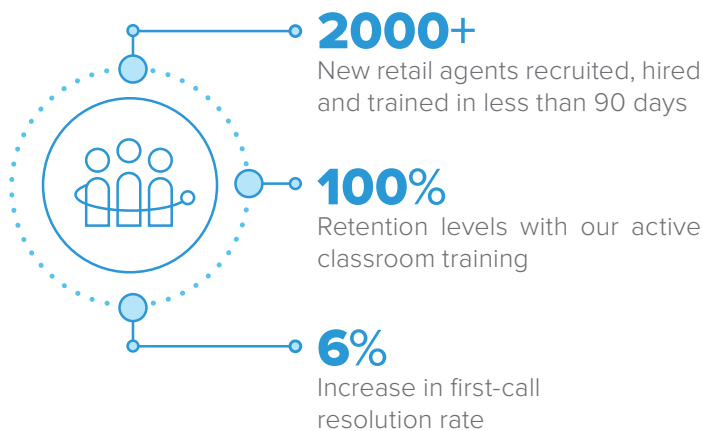 2000+
New retail agents recruited, hired
and trained in less than 90 days
100%
Retention levels with our active
classroom training
6%
Increase in first-call
resolution rate